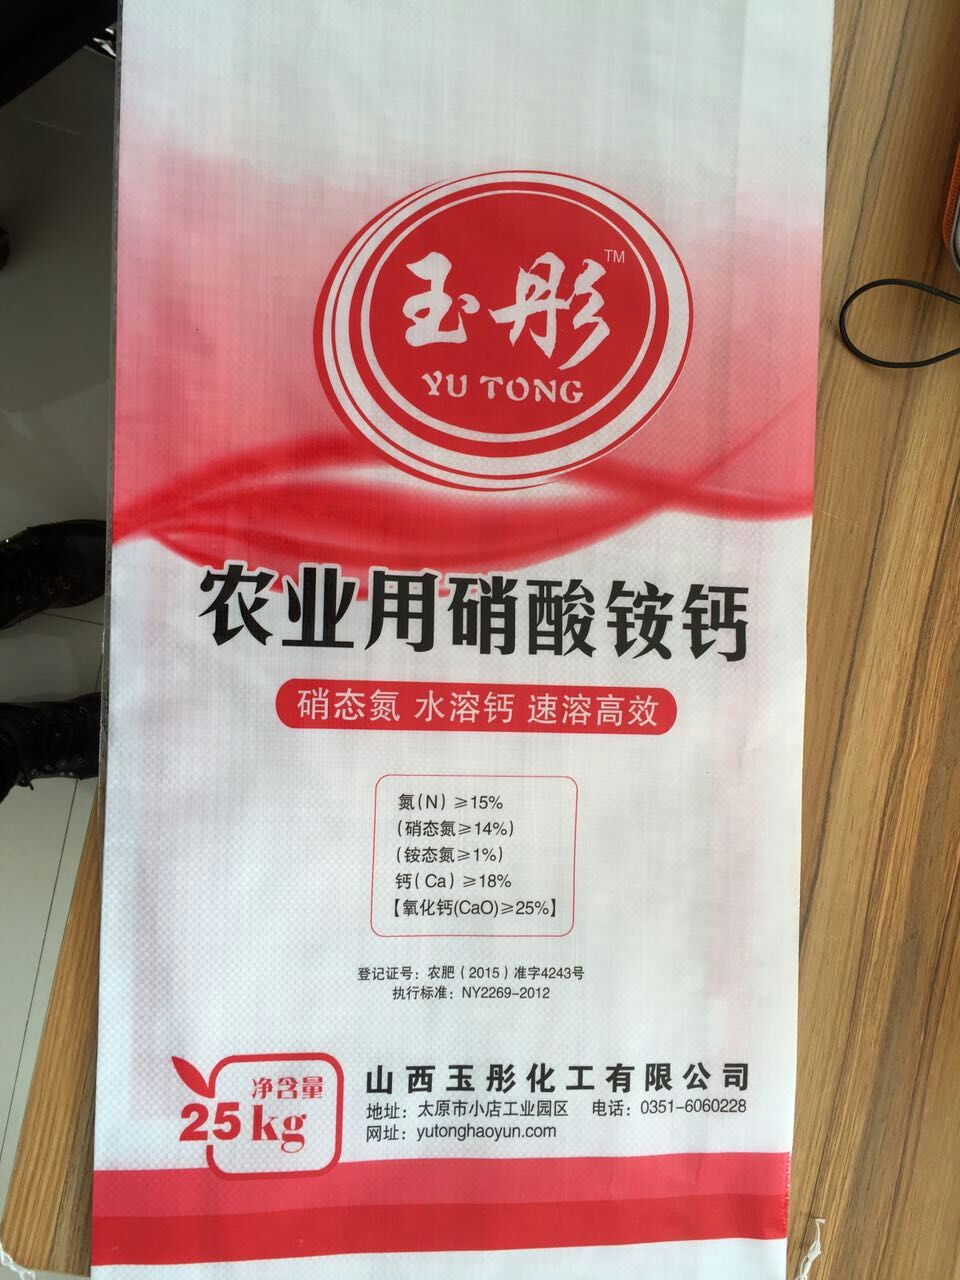 玉彤TM
YU TONG
农业用硝酸铵钙
硝态氮 水溶钙 速溶高效
氮(N) ≥15%
(硝态氮≥14%)
(铵态氮≥1%)
钙(Ca) ≥18%
【氧化钙(CaO)≥25%】
登记证号：农肥(2015)准字4243号
执行标准：NY2269-2012
净含量
25kg
山西玉彤化工有限公司
地址：太原市小店工业园区 电话：0351-6060228
网址：yutonghaoyun.com